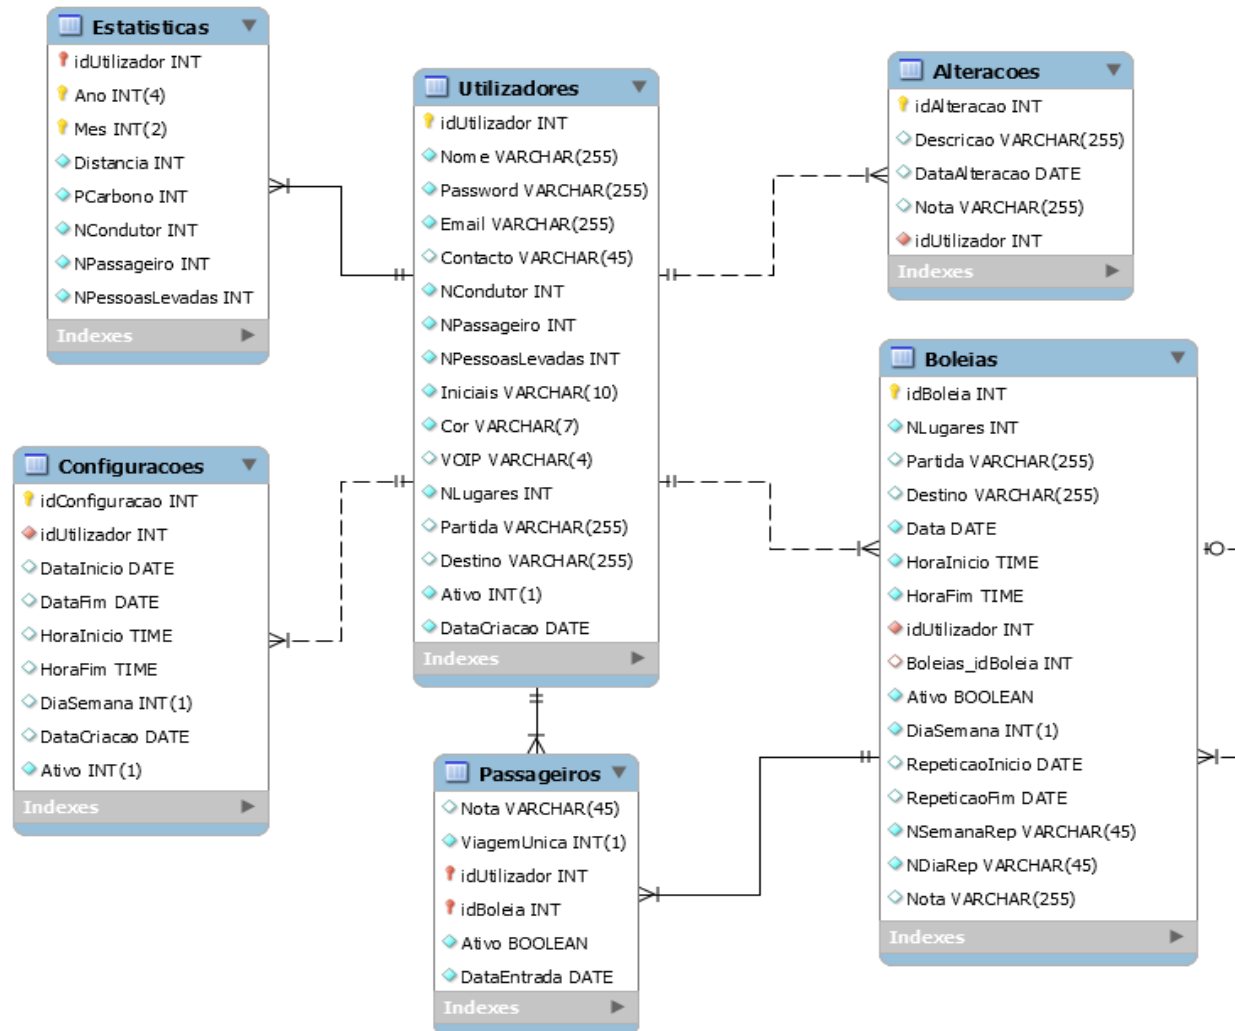 Estatisticas
idUtilizador INT
Ano INT(4)
Mes INT(2)
Distancia INT
PCarbono INT
NCondutor INT
NPassageiro INT
NPessoasLevadas INT
Indexes
Utilizadores
idUtilizador INT
Nome VARCHAR(255)
Password VARCHAR(255)
Email VARCHAR(255)
Contacto VARCHAR(45)
NCondutor INT
NPassageiro INT
NPessoasLevadas INT
Iniciais VARCHAR(10)
Cor VARCHAR(7)
VOIP VARCHAR(4)
NLugares INT
Partida VARCHAR(255)
Destino VARCHAR(255)
Ativo INT(1)
DataCriacao DATE
Indexes
Alteracoes
idAlteracao INT
Descricao VARCHAR(255)
DataAlteracao DATE
Nota VARCHAR(255)
idUtilizador INT
Indexes
Configuracoes
idConfiguracao INT
idUtilizador INT
DataInicio DATE
DataFim DATE
HoraInicio TIME
HoraFim TIME
DiaSemana INT(1)
DataCriacao DATE
Ativo INT(1)
Indexes
Boleias
idBoleia INT
NLugares INT
Partida VARCHAR(255)
Destino VARCHAR(255)
Data DATE
HoraInicio TIME
HoraFim TIME
idUtilizador INT
Boleias_idBoleia INT
Ativo BOOLEAN
DiaSemana INT(1)
RepeticaoInicio DATE
RepeticaoFim DATE
NSemanaRep VARCHAR(45)
NDiaRep VARCHAR(45)
Nota VARCHAR(255)
Indexes
Passageiros
Nota VARCHAR(45)
ViagemUnica INT(1)
idUtilizador INT
idBoleia INT
Ativo BOOLEAN
DataEntrada DATE
Indexes